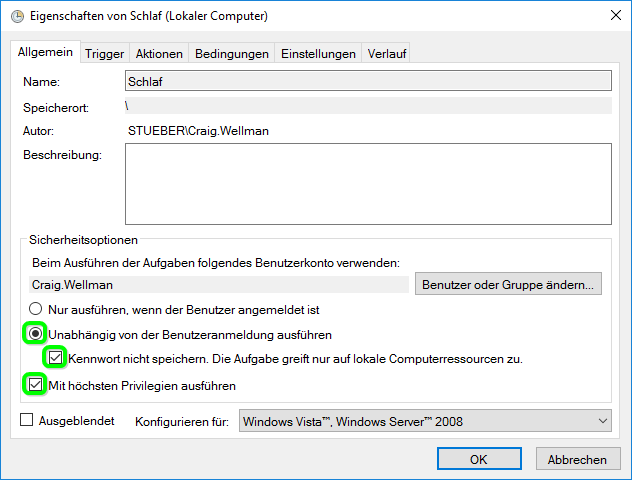 Eigenschaften von Schlaf (Lokaler Computer)
Allgemein Trigger Aktionen Bedingungen Einstellungen Verlauf
Name: Schlaf
Speicherort: \
Autor: STUEBER\Craig.Wellman
Beschreibung:
Sicherheitsoptionen
Beim Ausführen der Aufgaben folgendes Benutzerkonto verwenden:
Craig.Wellman Benutzer oder Gruppe ändern...
Nur ausführen, wenn der Benutzer angemeldet ist
Unabhängig von der Benutzeranmeldung ausführen
Kennwort nicht speichern. Die Aufgabe greift nur auf lokale Computerressourcen zu.
Mit höchsten Privilegien ausführen
Ausgeblendet Konfigurieren für: Windows Vista™, Windows Server™ 2008
OK Abbrechen